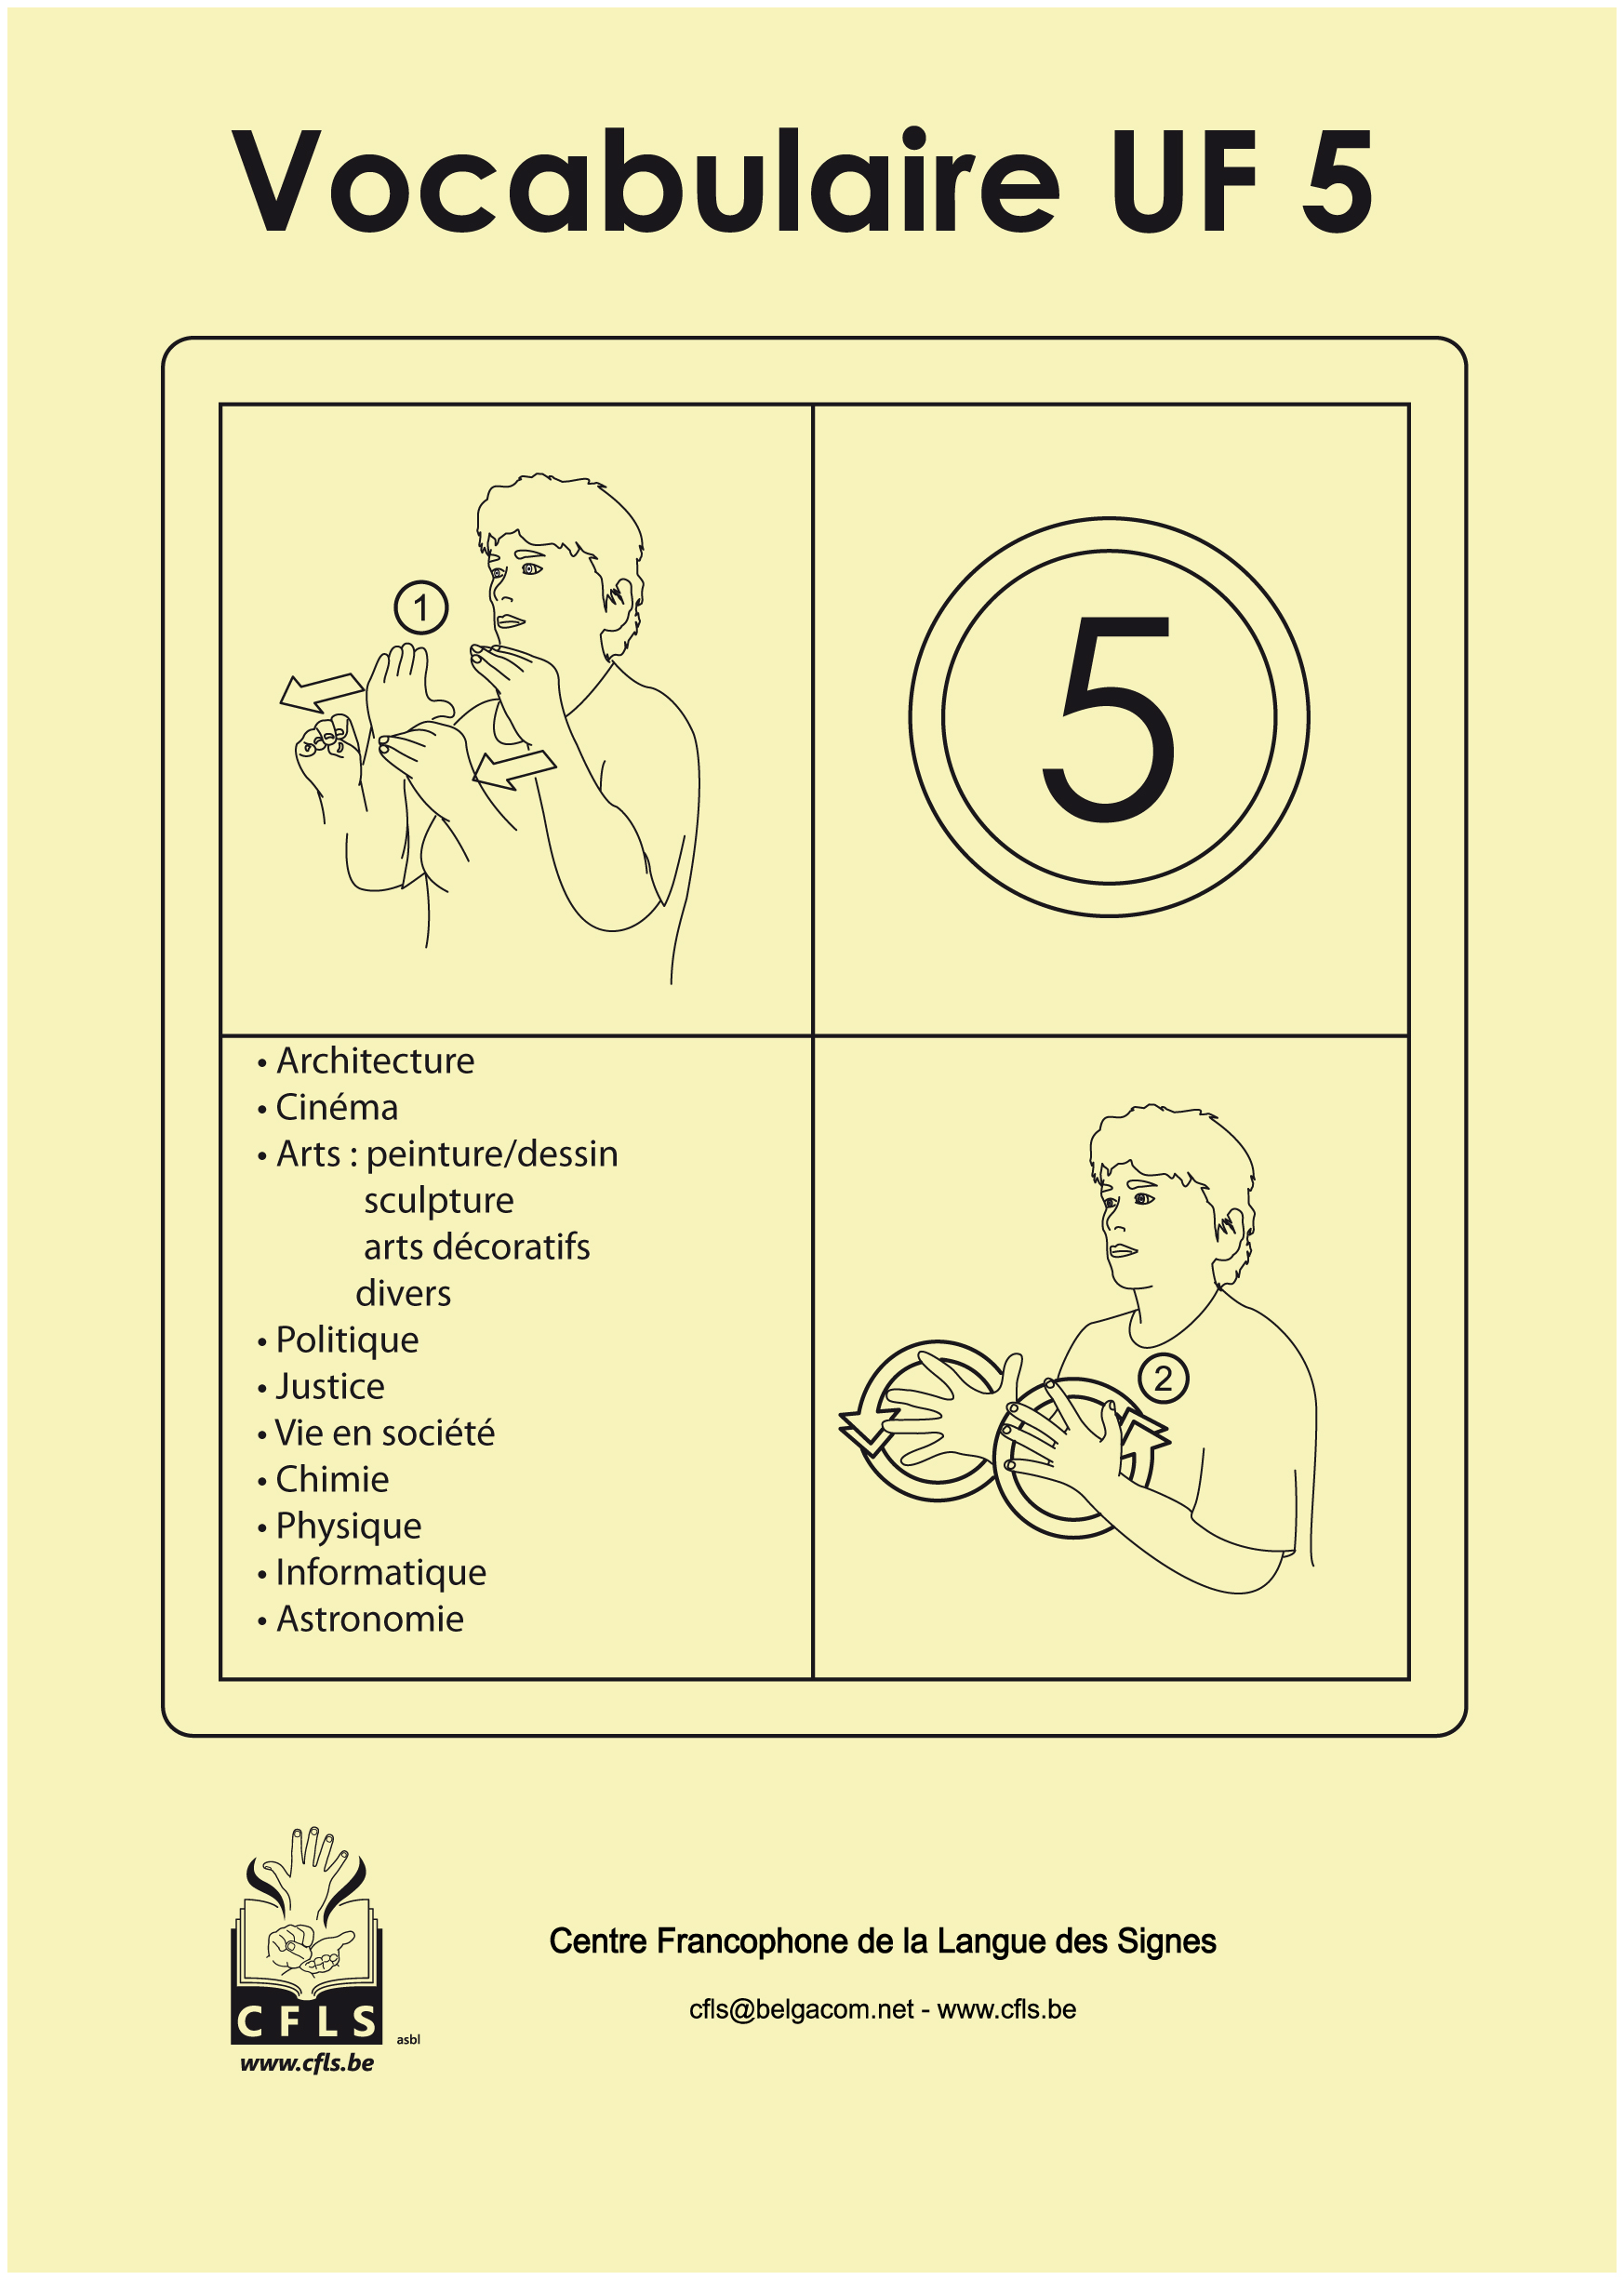 Vocabulaire UF 5
1
5
• Architecture
• Cinéma
• Arts : peinture/dessin
sculpture
arts décoratifs
divers
• Politique
• Justice
• Vie en société
• Chimie
• Physique
• Informatique
• Astronomie
2
CFLS
asbl
www.cfls.be
Centre Francophone de la Langue des Signes
cfls@belgacom.net - www.cfls.be